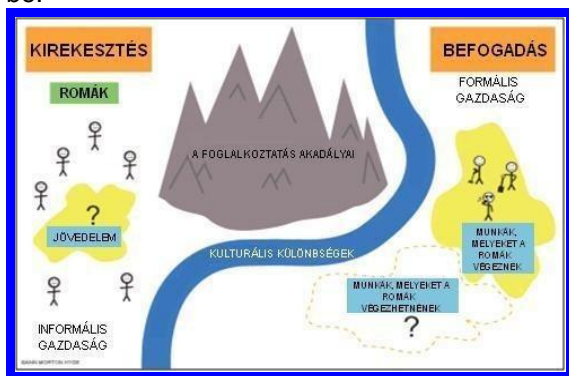 KIREKESZTÉS
BEFOGADÁS
ROMÁK
FORMÁLIS
GAZDASÁG
A FOGLALKOZTATÁS AKADÁLYAI
?
JÖVEDELEM
KULTURÁLIS KÜLÖNBSÉGEK
MUNKÁK,
MELYEKET A
ROMÁK
VÉGEZNEK
MUNKÁK, MELYEKET A
ROMÁK
VÉGEZHETNÉNEK
?
INFORMÁLIS
GAZDASÁG